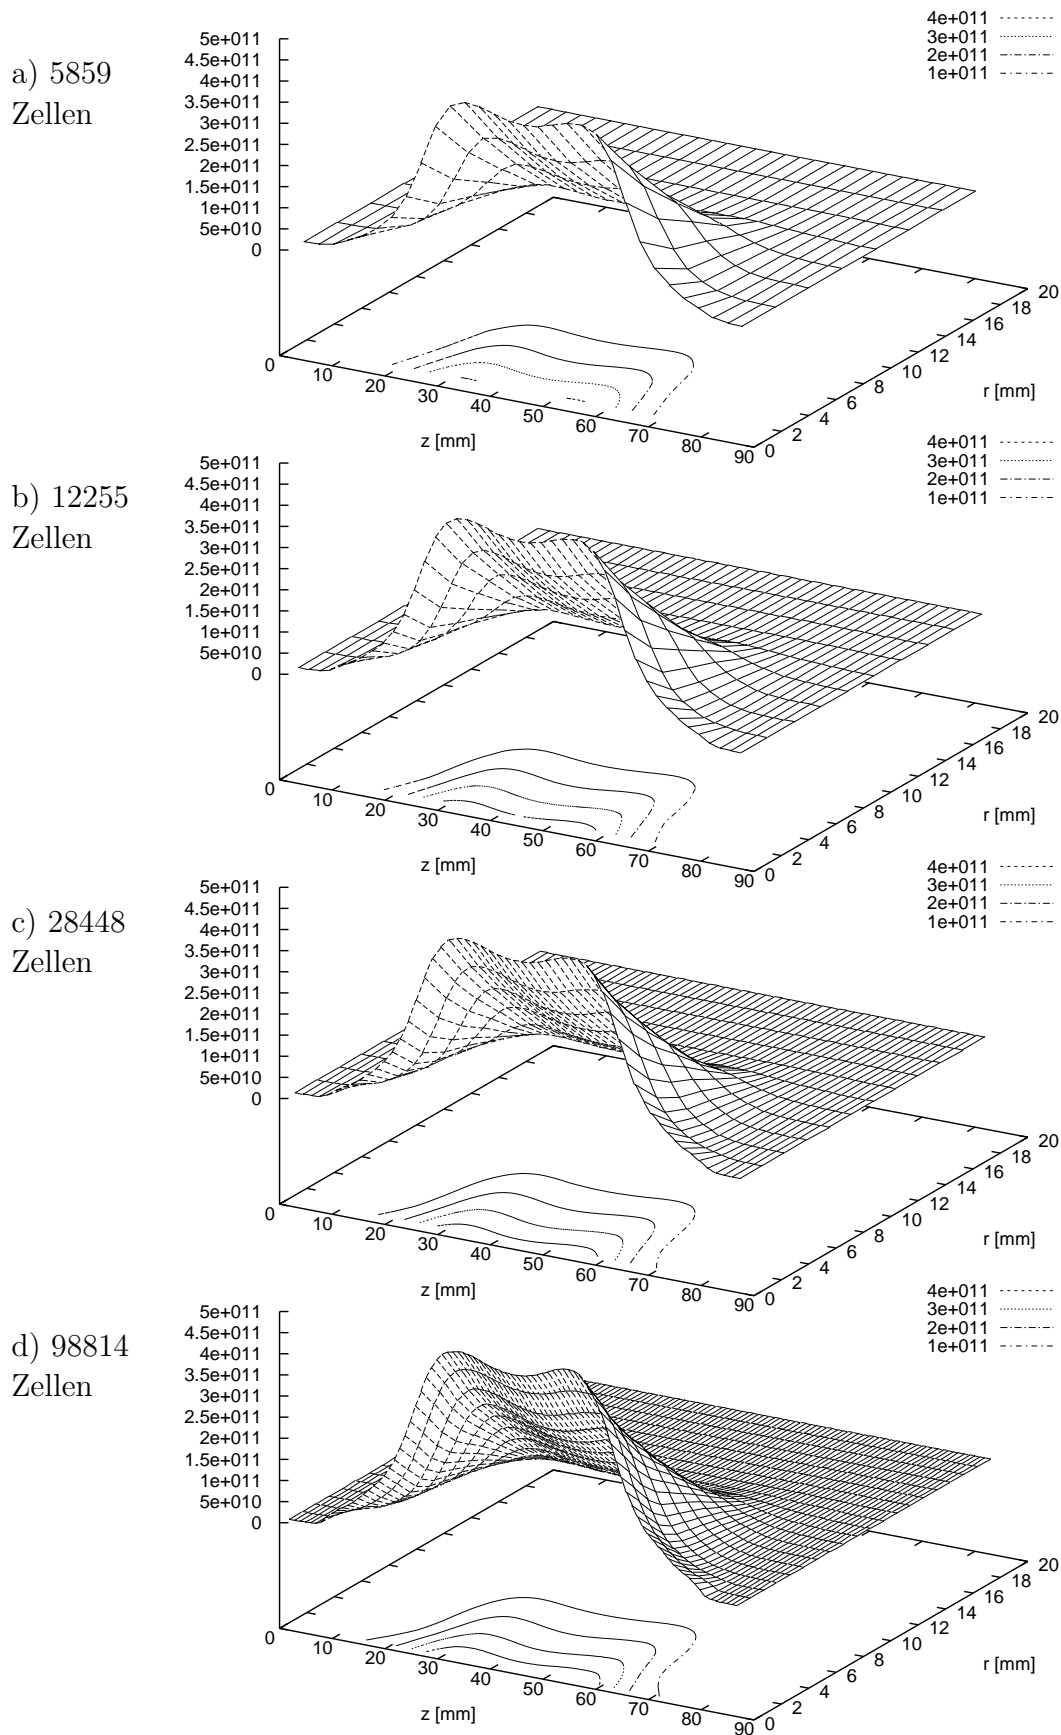 4e+011
3e+011
2e+011
1e+011
a) 5859
Zellen
5e+011
4.5e+011
4e+011
3.5e+011
3e+011
2.5e+011
2e+011
1.5e+011
1e+011
5e+010
0
0
10
20
30
40
50
60
70
80
90
z [mm]
0
2
4
6
8
10
12
14
16
18
20
r [mm]
4e+011
3e+011
2e+011
1e+011
b) 12255
Zellen
5e+011
4.5e+011
4e+011
3.5e+011
3e+011
2.5e+011
2e+011
1.5e+011
1e+011
5e+010
0
0
10
20
30
40
50
60
70
80
90
z [mm]
0
2
4
6
8
10
12
14
16
18
20
r [mm]
4e+011
3e+011
2e+011
1e+011
c) 28448
Zellen
5e+011
4.5e+011
4e+011
3.5e+011
3e+011
2.5e+011
2e+011
1.5e+011
1e+011
5e+010
0
0
10
20
30
40
50
60
70
80
90
z [mm]
0
2
4
6
8
10
12
14
16
18
20
r [mm]
4e+011
3e+011
2e+011
1e+011
d) 98814
Zellen
5e+011
4.5e+011
4e+011
3.5e+011
3e+011
2.5e+011
2e+011
1.5e+011
1e+011
5e+010
0
0
10
20
30
40
50
60
70
80
90
z [mm]
0
2
4
6
8
10
12
14
16
18
20
r [mm]